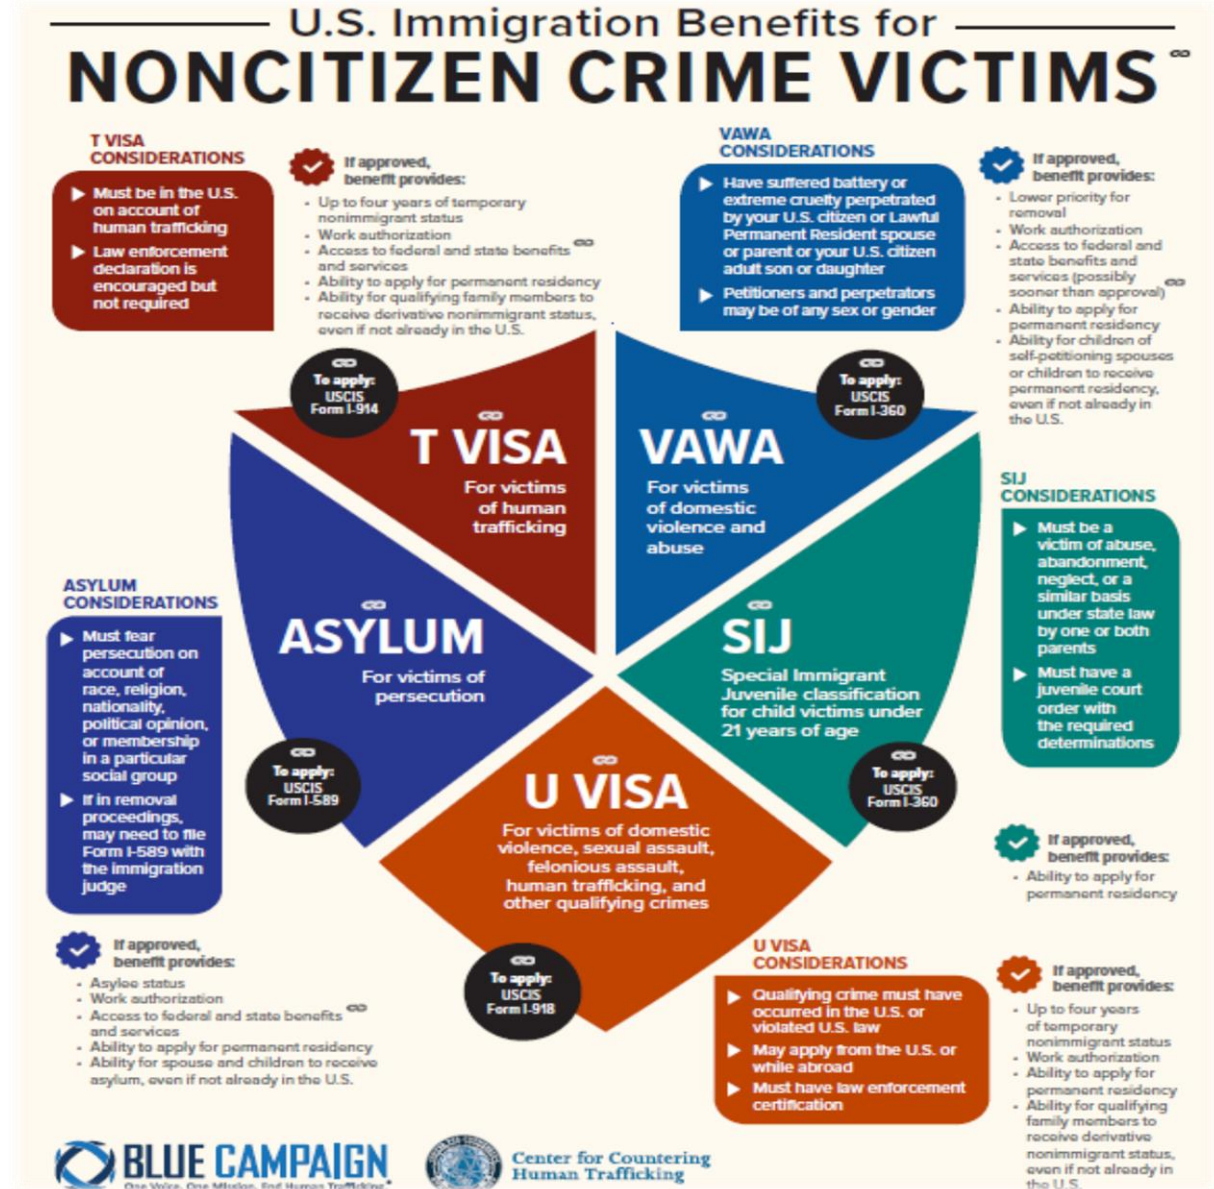 U.S. Immigration Benefits for
NONCITIZEN CRIME VICTIMS
T VISA
CONSIDERATIONS
Must be in the U.S.
on account of
human trafficking
Law enforcement
declaration is
encouraged but
not required
If approved,
benefit provides:
Up to four years of temporary
nonimmigrant status
Work authorization
Access to federal and state benefits
and services
Ability to apply for permanent residency
Ability for qualifying family members to
receive derivative nonimmigrant status,
even if not already in the U.S.
VAWA
CONSIDERATIONS
Have suffered battery or
extreme cruelty perpetrated
by your U.S. citizen or Lawful
Permanent Resident spouse
or parent or your U.S. citizen
adult son or daughter
Petitioners and perpetrators
may be of any sex or gender
If approved,
benefit provides:
Lower priority for
removal
Work authorization
Access to federal and
state benefits and
services (possibly
sooner than approval)
Ability to apply for
permanent residency
Ability for children of
self-petitioning spouses
or children to receive
permanent residency,
even if not already in
the U.S.
To apply:
USCIS
Form I-914
T VISA
For victims
of human
trafficking
VAWA
For victims
of domestic
violence and
abuse
To apply:
USCIS
Form I-360
ASYLUM
CONSIDERATIONS
Must fear
persecution on
account of
race, religion,
nationality,
political opinion,
or membership
in a particular
social group
If in removal
proceedings,
may need to file
Form I-589 with
the immigration
judge
ASYLUM
For victims of
persecution
To apply:
USCIS
Form I-589
SIJ
Special Immigrant
Juvenile classification
for child victims under
21 years of age
To apply:
USCIS
Form I-360
SIJ
CONSIDERATIONS
Must be a
victim of abuse,
abandonment,
neglect, or a
similar basis
under state law
by one or both
parents
Must have a
juvenile court
order with
the required
determinations
If approved,
benefit provides:
Ability to apply for
permanent residency
U VISA
For victims of domestic
violence, sexual assault,
felonious assault,
human trafficking, and
other qualifying crimes
To apply:
USCIS
Form I-918
If approved,
benefit provides:
Asylee status
Work authorization
Access to federal and state benefits
and services
Ability to apply for permanent residency
Ability for spouse and children to receive
asylum, even if not already in the U.S.
U VISA
CONSIDERATIONS
Qualifying crime must have
occurred in the U.S. or
violated U.S. law
May apply from the U.S. or
while abroad
Must have law enforcement
certification
If approved,
benefit provides:
Up to four years
of temporary
nonimmigrant status
Work authorization
Ability to apply for
permanent residency
Ability for qualifying
family members to
receive derivative
nonimmigrant status,
even if not already in
the U.S.
BLUE CAMPAIGN
One Voice. One Mission. End Human Trafficking.
Center for Countering
Human Trafficking